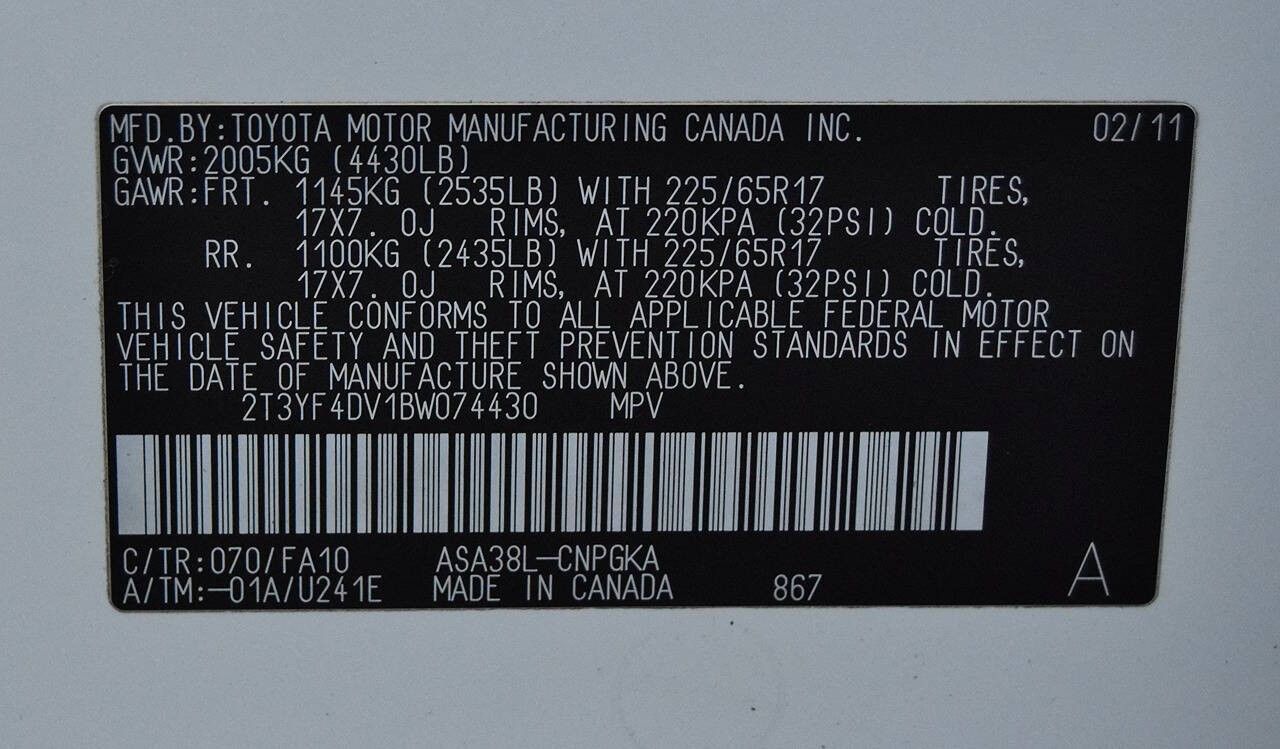 MFD.BY:TOYOTA MOTOR MANUFACTURING CANADA INC. 02/11
GVWR:2005KG (4430LB)
GAWR:FRT. 1145KG (2535LB) WITH 225/65R17 TIRES,
17X7. 0J RIMS, AT 220KPA (32PSI) COLD.
RR. 1100KG (2435LB) WITH 225/65R17 TIRES,
17X7. 0J RIMS, AT 220KPA (32PSI) COLD.
THIS VEHICLE CONFORMS TO ALL APPLICABLE FEDERAL MOTOR
VEHICLE SAFETY AND THEFT PREVENTION STANDARDS IN EFFECT ON
THE DATE OF MANUFACTURE SHOWN ABOVE.
2T3YF4DV1BW074430 MPV
C/TR:070/FA10 ASA38L-CNPGKA
A/TM:-01A/U241E MADE IN CANADA 867 A